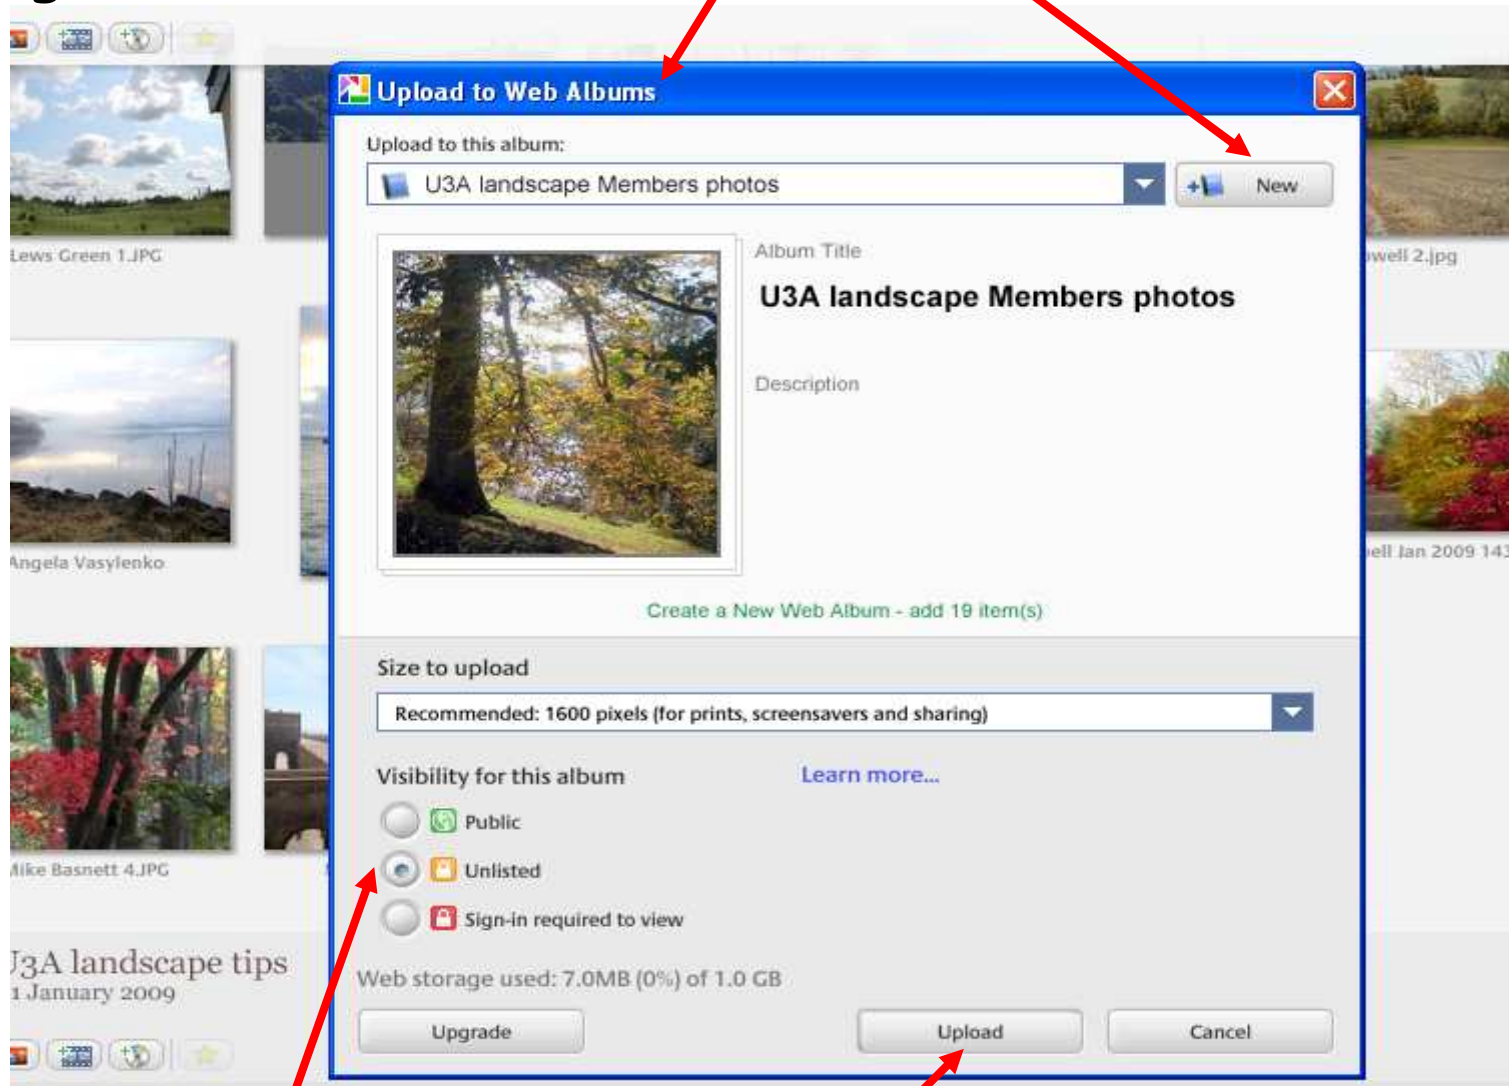 Upload to Web Albums
Upload to this album:
U3A landscape Members photos
New
Album Title
U3A landscape Members photos
Description
Create a New Web Album - add 19 item(s)
Size to upload
Recommended: 1600 pixels (for prints, screensavers and sharing)
Visibility for this album
Learn more...
Public
Unlisted
Sign-in required to view
Web storage used: 7.0MB (0%) of 1.0 GB
Upgrade
Upload
Cancel
Lews Green 1.JPG
well 2.jpg
Angela Vasylenko
ell Jan 2009 143
Mike Basnett 4.JPG
U3A landscape tips
1 January 2009